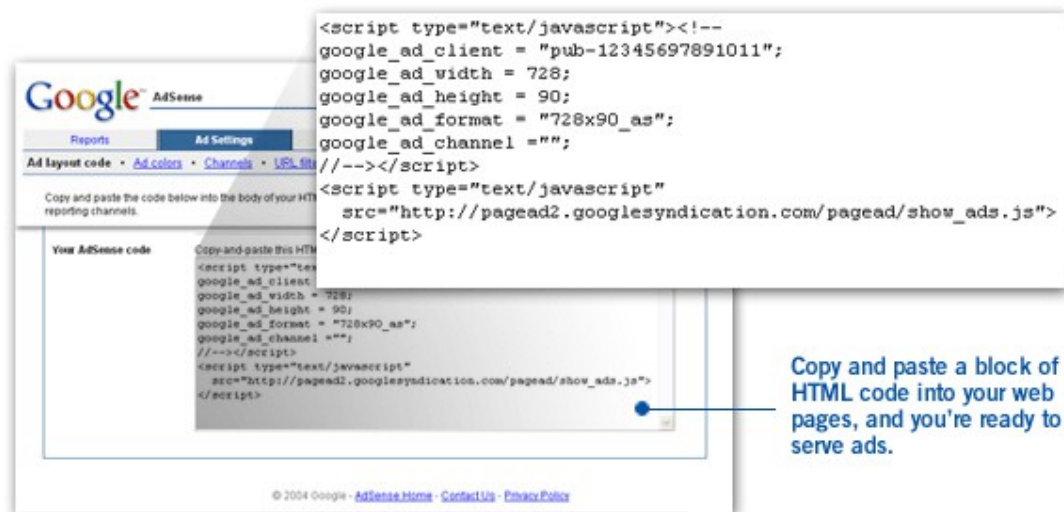 <script type="text/javascript"><!--
google_ad_client = "pub-12345697891011";
google_ad_width = 728;
google_ad_height = 90;
google_ad_format = "728x90_as";
google_ad_channel ="";
//--></script>
<script type="text/javascript"
src="http://pagead2.googlesyndication.com/pagead/show_ads.js">
</script>
Google AdSense
Reports Ad Settings
Ad layout code · Ad colors · Channels · URL filt
Copy and paste the code below into the body of your HTM
reporting channels.
Your AdSense code Copy-and-paste this HTM
<script type="tex
google_ad_client
google_ad_width = 728;
google_ad_height = 90;
google_ad_format = "728x90_as";
google_ad_channel ="";
//--></script>
<script type="text/javascript"
src="http://pagead2.googlesyndication.com/pagead/show_ads.js">
</script>
Copy and paste a block of
HTML code into your web
pages, and you're ready to
serve ads.
© 2004 Google - AdSense Home - Contact Us - Privacy Policy